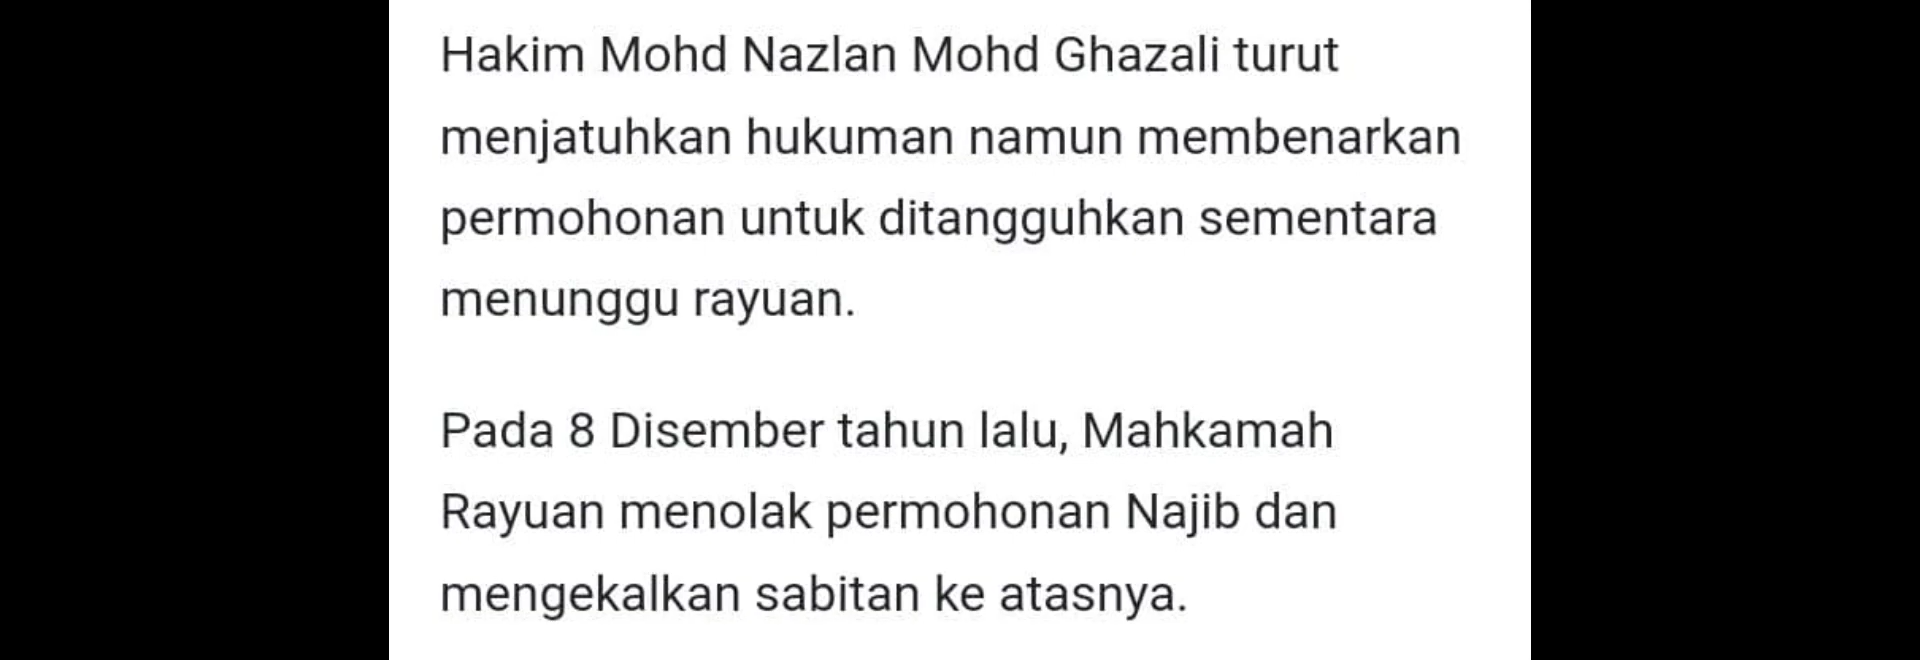 Hakim Mohd Nazlan Mohd Ghazali turut
menjatuhkan hukuman namun membenarkan
permohonan untuk ditangguhkan sementara
menunggu rayuan.
Pada 8 Disember tahun lalu, Mahkamah
Rayuan menolak permohonan Najib dan
mengekalkan sabitan ke atasnya.